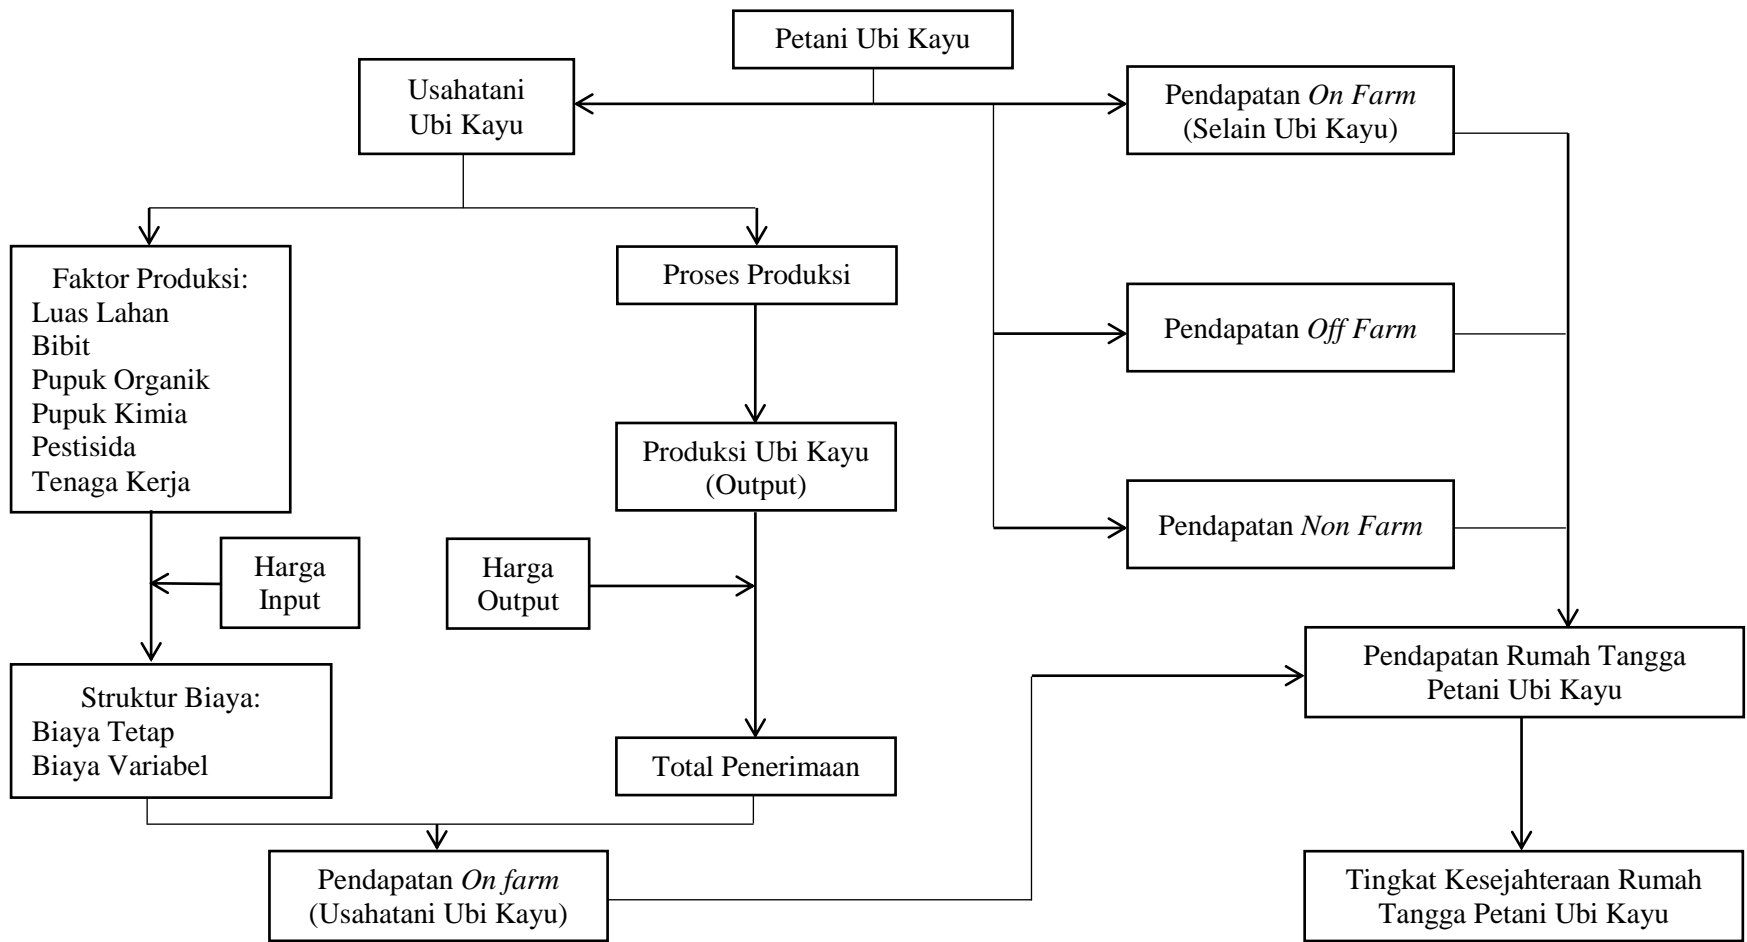 Petani Ubi Kayu
Usahatani
Ubi Kayu
Pendapatan On Farm
(Selain Ubi Kayu)
Faktor Produksi:
Luas Lahan
Bibit
Pupuk Organik
Pupuk Kimia
Pestisida
Tenaga Kerja
Proses Produksi
Pendapatan Off Farm
Produksi Ubi Kayu
(Output)
Pendapatan Non Farm
Harga
Input
Harga
Output
Pendapatan Rumah Tangga
Petani Ubi Kayu
Struktur Biaya:
Biaya Tetap
Biaya Variabel
Total Penerimaan
Pendapatan On farm
(Usahatani Ubi Kayu)
Tingkat Kesejahteraan Rumah
Tangga Petani Ubi Kayu